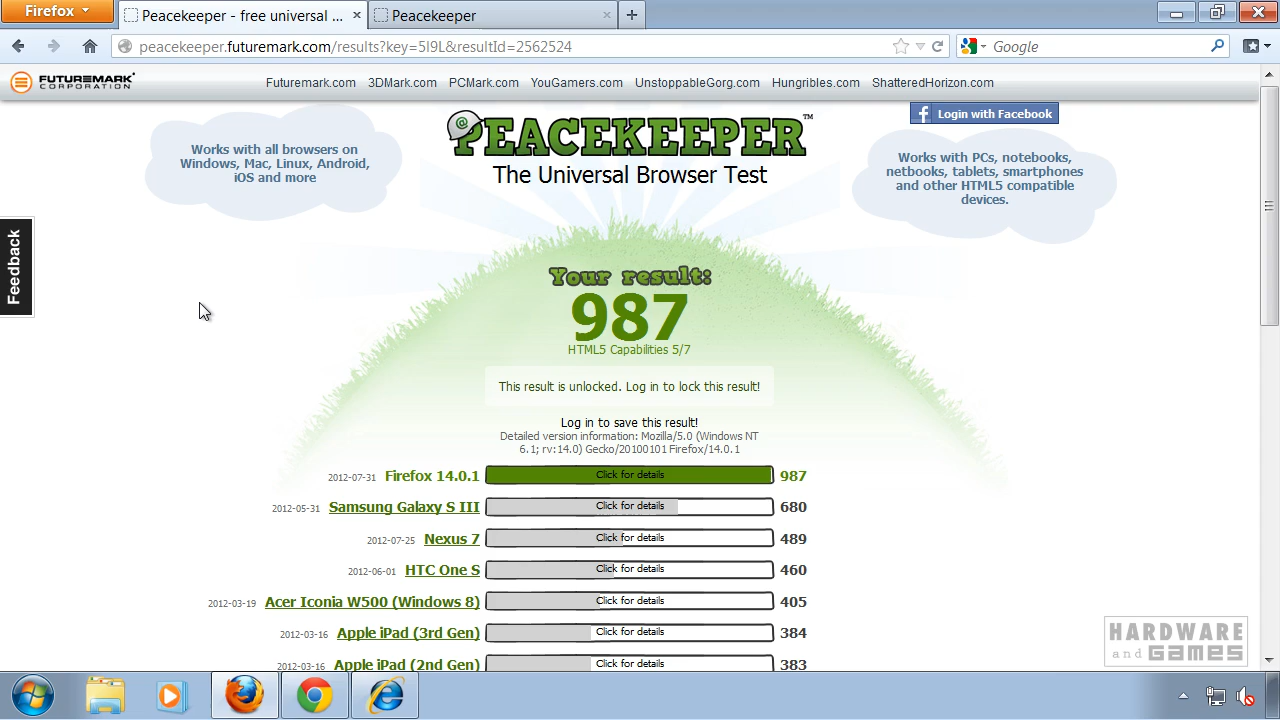 Firefox
Peacekeeper - free universal ...
Peacekeeper
peacekeeper.futuremark.com/results?key=5I9L&resultId=2562124
Google
FUTUREMARK
CORPORATION
Futuremark.com 3DMark.com PCMark.com YouGamers.com UnstoppableGorg.com Hungribles.com ShatteredHorizon.com
Login with Facebook
Works with all browsers on
Windows, Mac, Linux, Android,
iOS and more
PEACEKEEPER™
The Universal Browser Test
Works with PCs, notebooks,
netbooks, tablets, smartphones
and other HTML5 compatible
devices.
Feedback
Your result:
987
HTML5 Capabilities 5/7
This result is unlocked. Log in to lock this result!
Log in to save this result!
Detailed version information: Mozilla/5.0 (Windows NT
6.1; rv:14.0) Gecko/20100101 Firefox/14.0.1
2012-07-31 Firefox 14.0.1 Click for details 987
2012-05-31 Samsung Galaxy S III Click for details 680
2012-07-25 Nexus 7 Click for details 489
2012-06-01 HTC One S Click for details 460
2012-03-19 Acer Iconia W500 (Windows 8) Click for details 405
2012-03-16 Apple iPad (3rd Gen) Click for details 384
2012-03-16 Apple iPad (2nd Gen) Click for details 383
HARDWARE
and GAMES